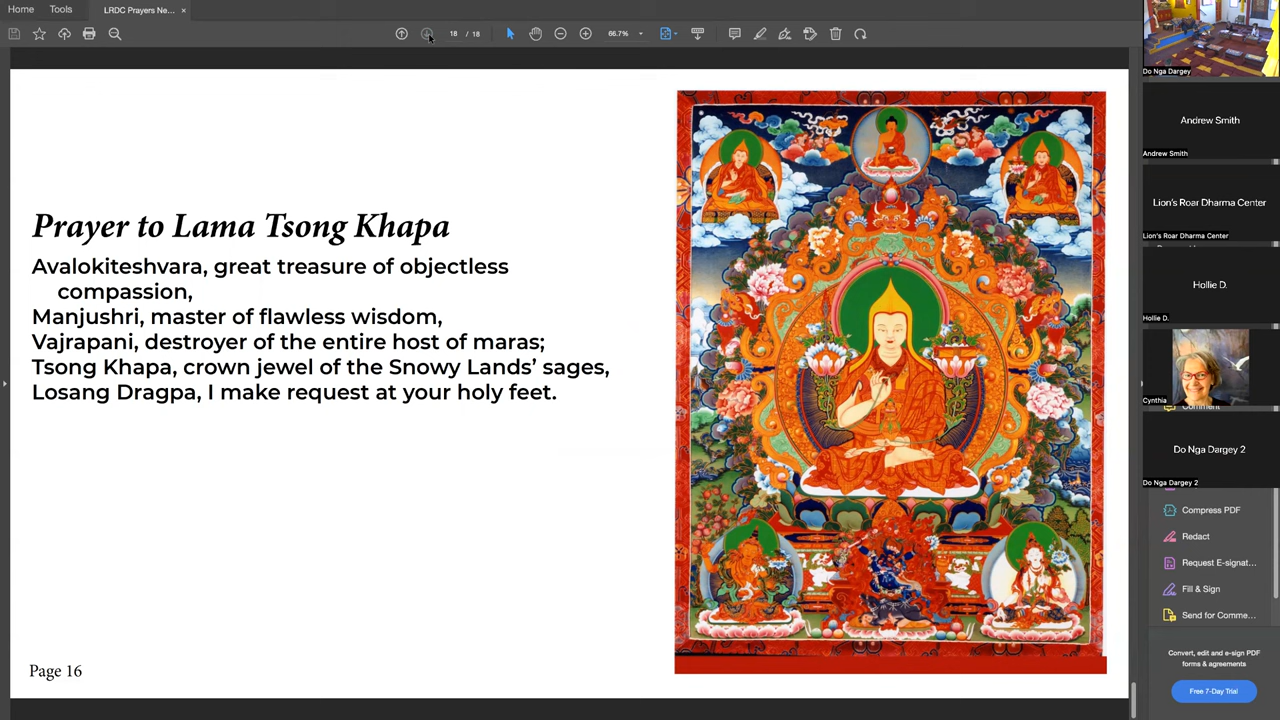 Home
Tools
LRDC Prayers Ne... ×
18 / 18
66.7%
Prayer to Lama Tsong Khapa
Avalokiteshvara, great treasure of objectless
compassion,
Manjushri, master of flawless wisdom,
Vajrapani, destroyer of the entire host of maras;
Tsong Khapa, crown jewel of the Snowy Lands’ sages,
Losang Dragpa, I make request at your holy feet.
Page 16
Do Nga Dargey
Andrew Smith
Andrew Smith
Lion's Roar Dharma Center
Lion's Roar Dharma Center
Hollie D.
Hollie D.
Cynthia
Comment
Do Nga Dargey 2
Do Nga Dargey 2
Compress PDF
Redact
Request E-signat...
Fill & Sign
Send for Comme...
Convert, edit and e-sign PDF
forms & agreements
Free 7-Day Trial